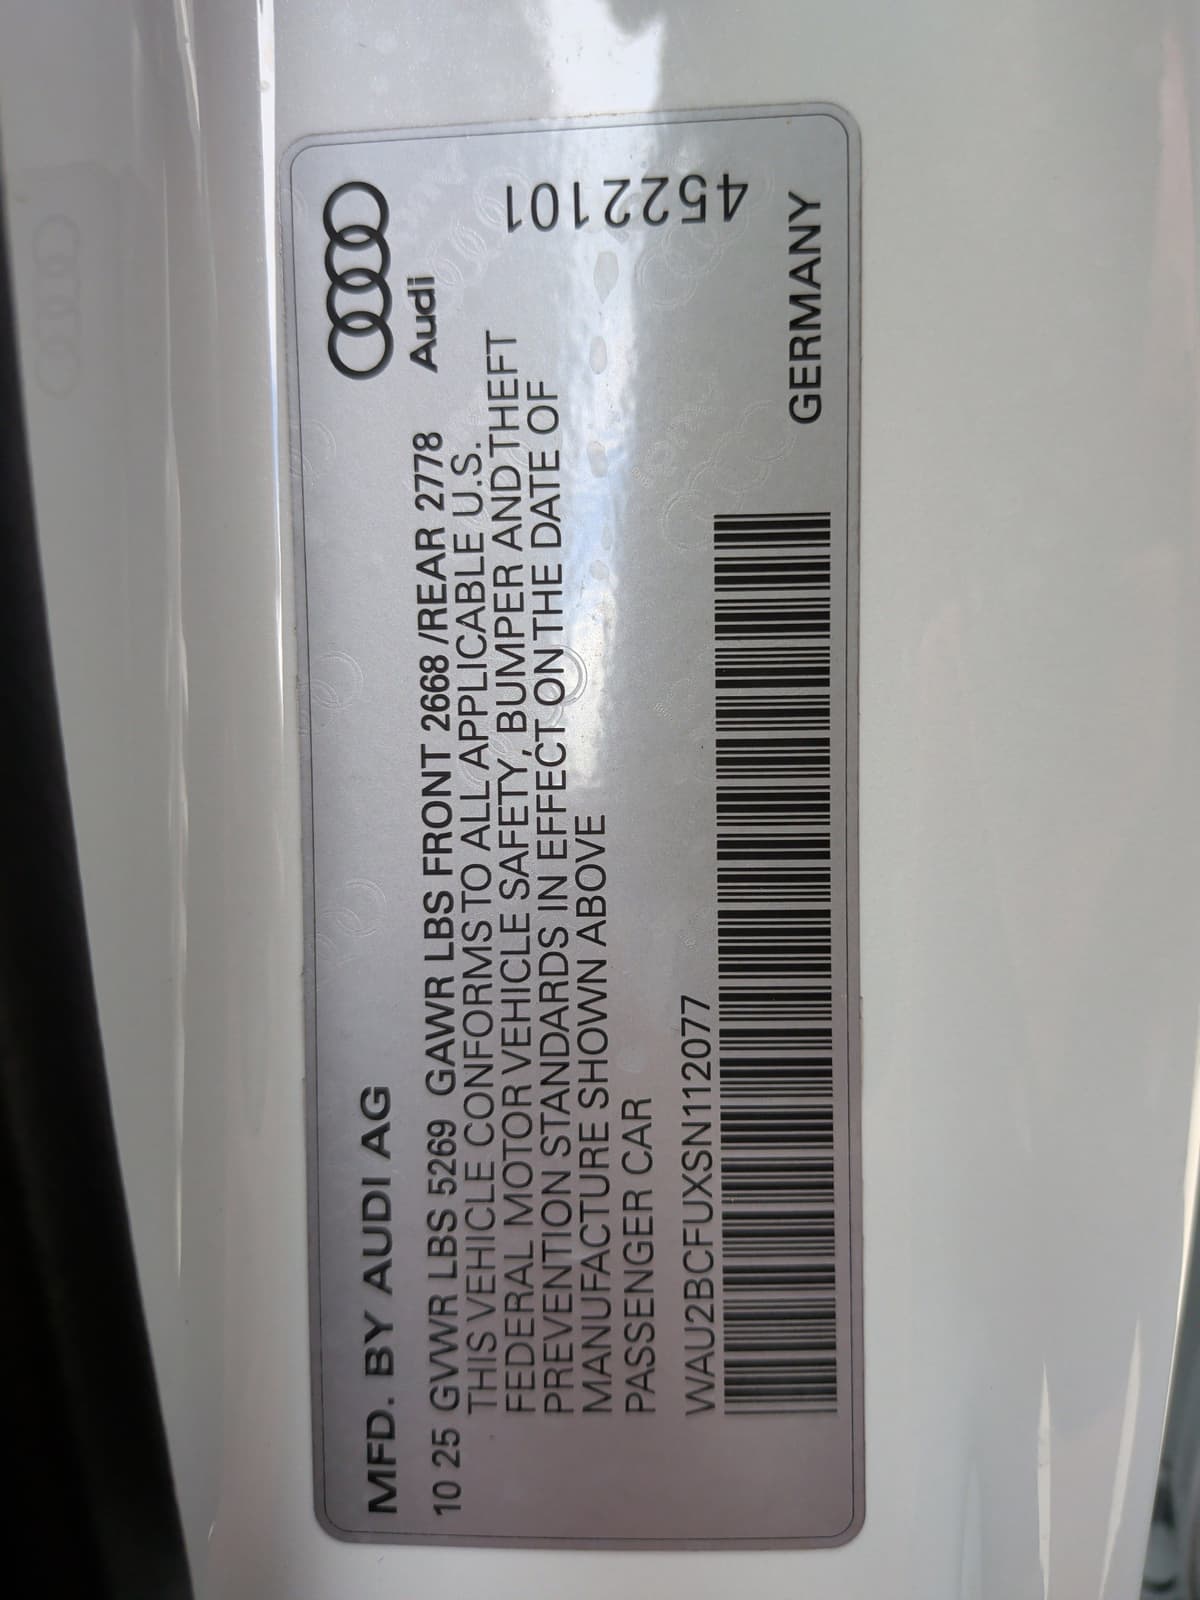 MFD. BY AUDI AG
Audi
10 25 GVWR LBS 5269 GAWR LBS FRONT 2668 /REAR 2778
THIS VEHICLE CONFORMS TO ALL APPLICABLE U.S.
FEDERAL MOTOR VEHICLE SAFETY, BUMPER AND THEFT
PREVENTION STANDARDS IN EFFECT ON THE DATE OF
MANUFACTURE SHOWN ABOVE
PASSENGER CAR
4522101
WAU2BCFUXSN112077
GERMANY